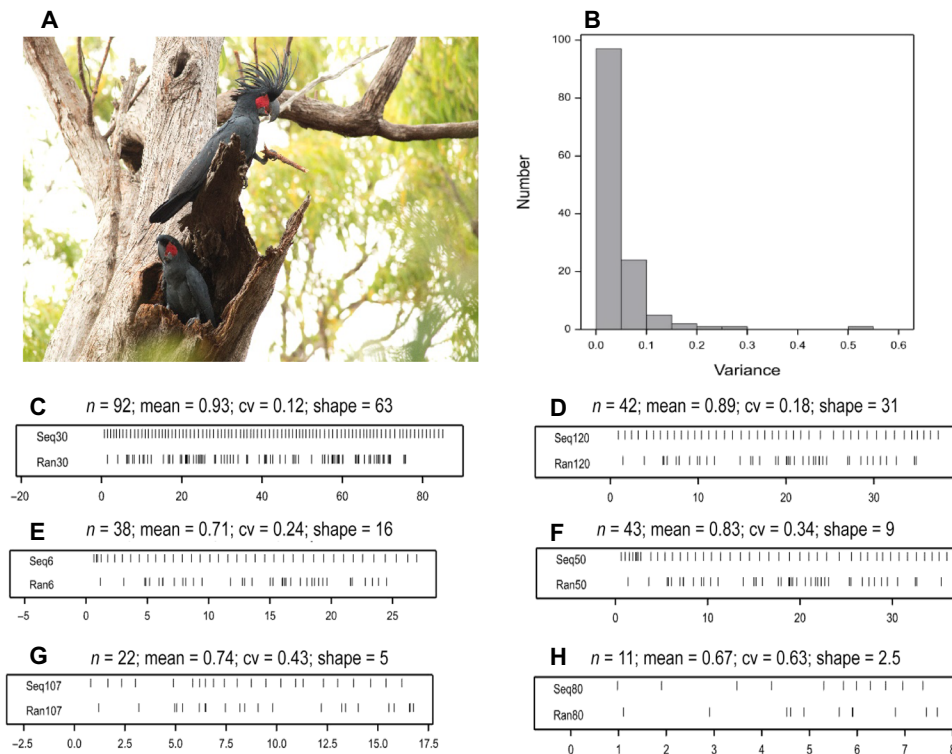 A
B
100
80
60
40
20
0
Number
0.0 0.1 0.2 0.3 0.4 0.5 0.6
Variance
C n = 92; mean = 0.93; cv = 0.12; shape = 63
Seq30
Ran30
−20 0 20 40 60 80
D n = 42; mean = 0.89; cv = 0.18; shape = 31
Seq120
Ran120
0 10 20 30
E n = 38; mean = 0.71; cv = 0.24; shape = 16
Seq6
Ran6
−5 0 5 10 15 20 25
F n = 43; mean = 0.83; cv = 0.34; shape = 9
Seq50
Ran50
0 10 20 30
G n = 22; mean = 0.74; cv = 0.43; shape = 5
Seq107
Ran107
−2.5 0.0 2.5 5.0 7.5 10.0 12.5 15.0 17.5
H n = 11; mean = 0.67; cv = 0.63; shape = 2.5
Seq80
Ran80
0 1 2 3 4 5 6 7